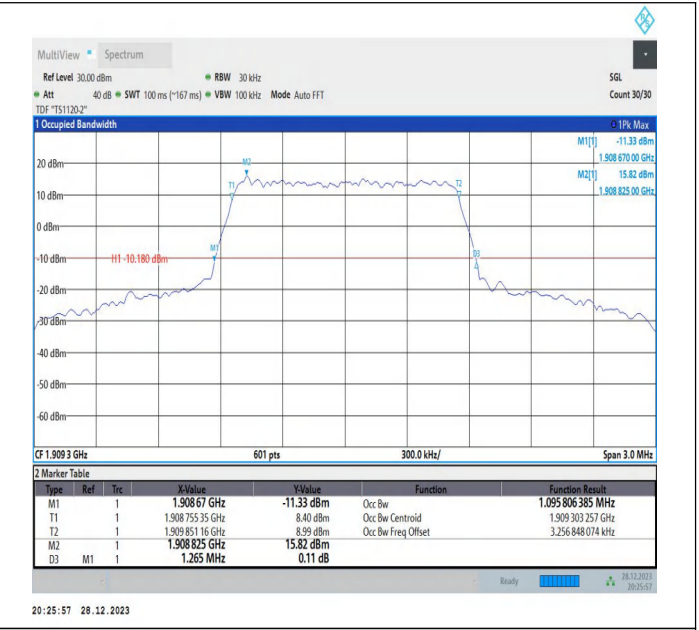 MultiView Spectrum
Ref Level 30.00 dBm RBW 30 kHz SGL
Att 40 dB SWT 100 ms (~167 ms) VBW 100 kHz Mode Auto FFT Count 30/30
TDF "TS1120-2"
1 Occupied Bandwidth 1Pk Max
M1[1] -11.33 dBm
1.908 670 00 GHz
M2[1] 15.82 dBm
1.908 825 00 GHz
20 dBm
M2
T1
T2
10 dBm
0 dBm
M1
D3
-10 dBm
H1 -10.180 dBm
-20 dBm
-30 dBm
-40 dBm
-50 dBm
-60 dBm
CF 1.909 3 GHz 601 pts 300.0 kHz/ Span 3.0 MHz
2 Marker Table
Type Ref Trc X-Value Y-Value Function Function Result
M1 1 1.908 67 GHz -11.33 dBm Occ Bw 1.095 806 385 MHz
T1 1 1.908 755 35 GHz 8.40 dBm Occ Bw Centroid 1.909 303 257 GHz
T2 1 1.909 851 16 GHz 8.99 dBm Occ Bw Freq Offset 3.256 848 074 kHz
M2 1 1.908 825 GHz 15.82 dBm
D3 M1 1 1.265 MHz 0.11 dB
Ready 28.12.2023
20:25:57
20:25:57 28.12.2023